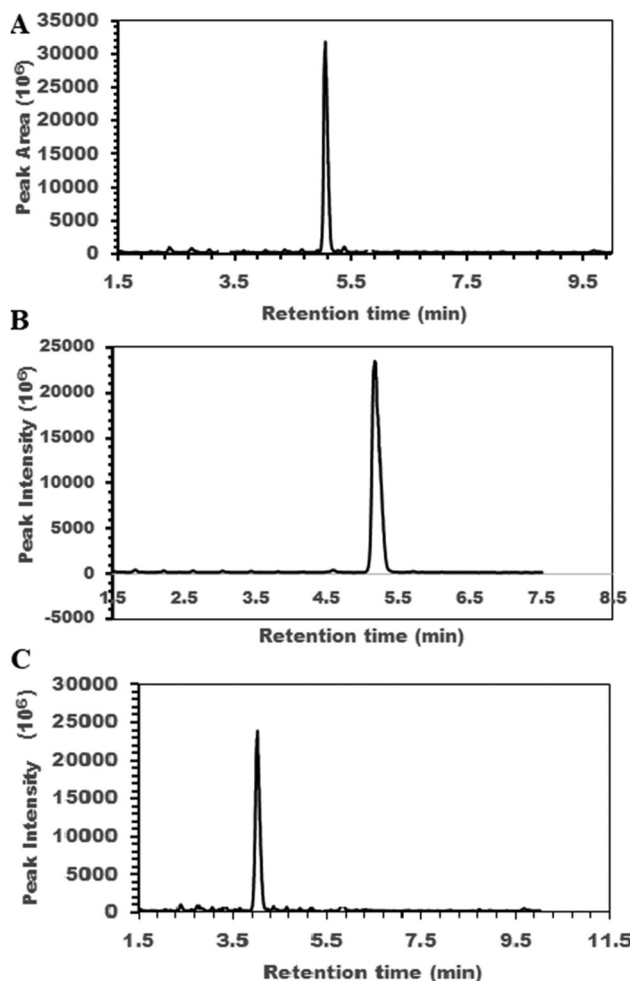 A
Peak Area (10⁶)
35000
30000
25000
20000
15000
10000
5000
0
1.5 3.5 5.5 7.5 9.5
Retention time (min)
B
Peak Intensity (10⁶)
25000
20000
15000
10000
5000
0
-5000
1.5 2.5 3.5 4.5 5.5 6.5 7.5 8.5
Retention time (min)
C
Peak Intensity (10⁶)
30000
25000
20000
15000
10000
5000
0
1.5 3.5 5.5 7.5 9.5 11.5
Retention time (min)